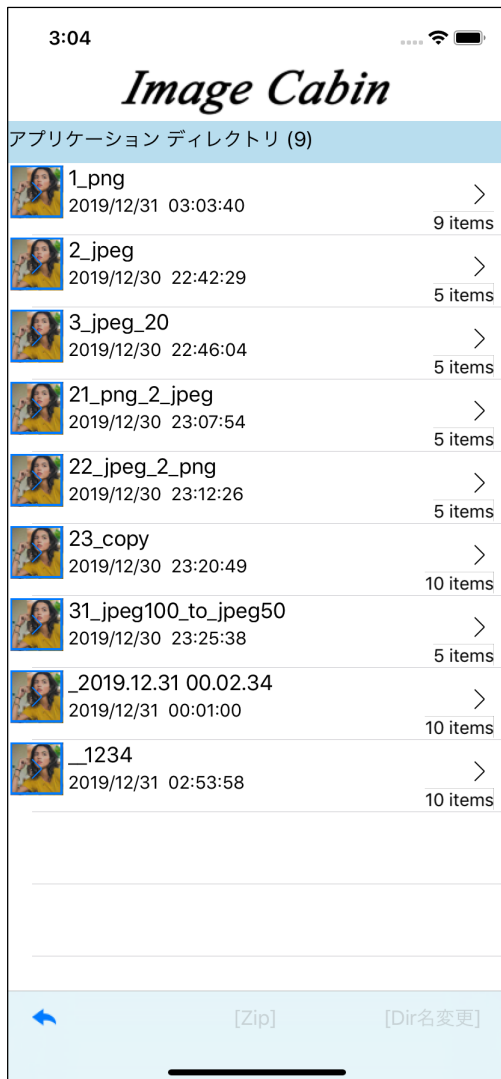 3:04
Image Cabin
アプリケーション ディレクトリ (9)
1_png
2019/12/31 03:03:40
9 items
2_jpeg
2019/12/30 22:42:29
5 items
3_jpeg_20
2019/12/30 22:46:04
5 items
21_png_2_jpeg
2019/12/30 23:07:54
5 items
22_jpeg_2_png
2019/12/30 23:12:26
5 items
23_copy
2019/12/30 23:20:49
10 items
31_jpeg100_to_jpeg50
2019/12/30 23:25:38
5 items
_2019.12.31 00.02.34
2019/12/31 00:01:00
10 items
__1234
2019/12/31 02:53:58
10 items
[Zip] [Dir名変更]